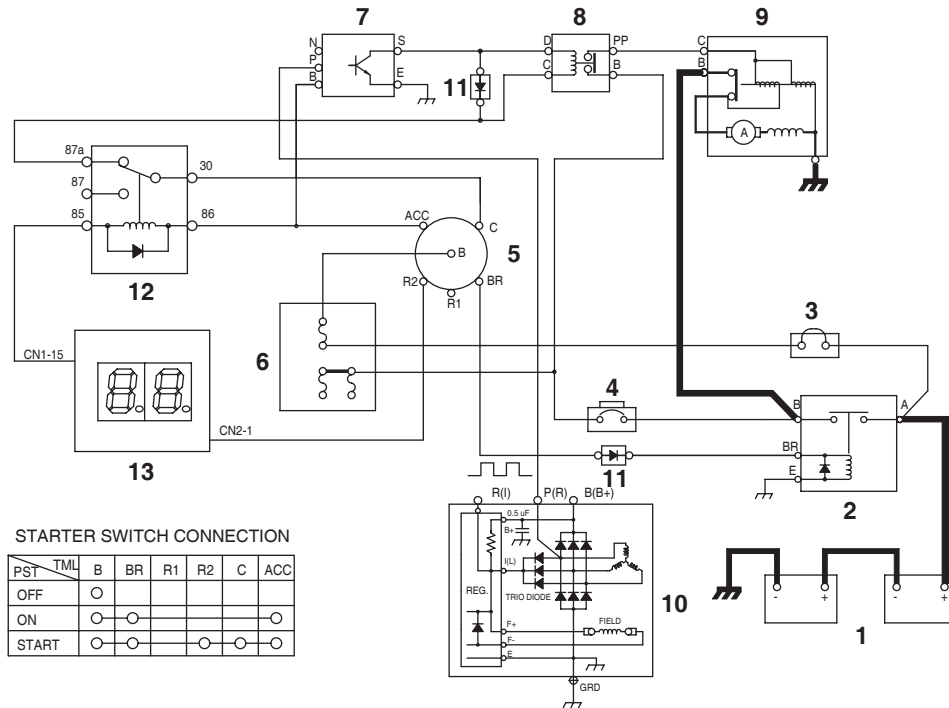 7
8
9
N
P
B
S
E
11
D
C
PP
B
C
B
A
87a
87
85
30
86
12
ACC
C
B
5
R2
R1
BR
6
3
4
CN1-15
CN2-1
13
11
B
A
BR
E
2
R(I)
P(R)
B(B+)
0.5 uF
B+
I(L)
REG.
TRIO DIODE
F+
FIELD
F-
E
GRD
10
-
+
-
+
1
STARTER SWITCH CONNECTION
PST TML B BR R1 R2 C ACC
OFF
ON
START